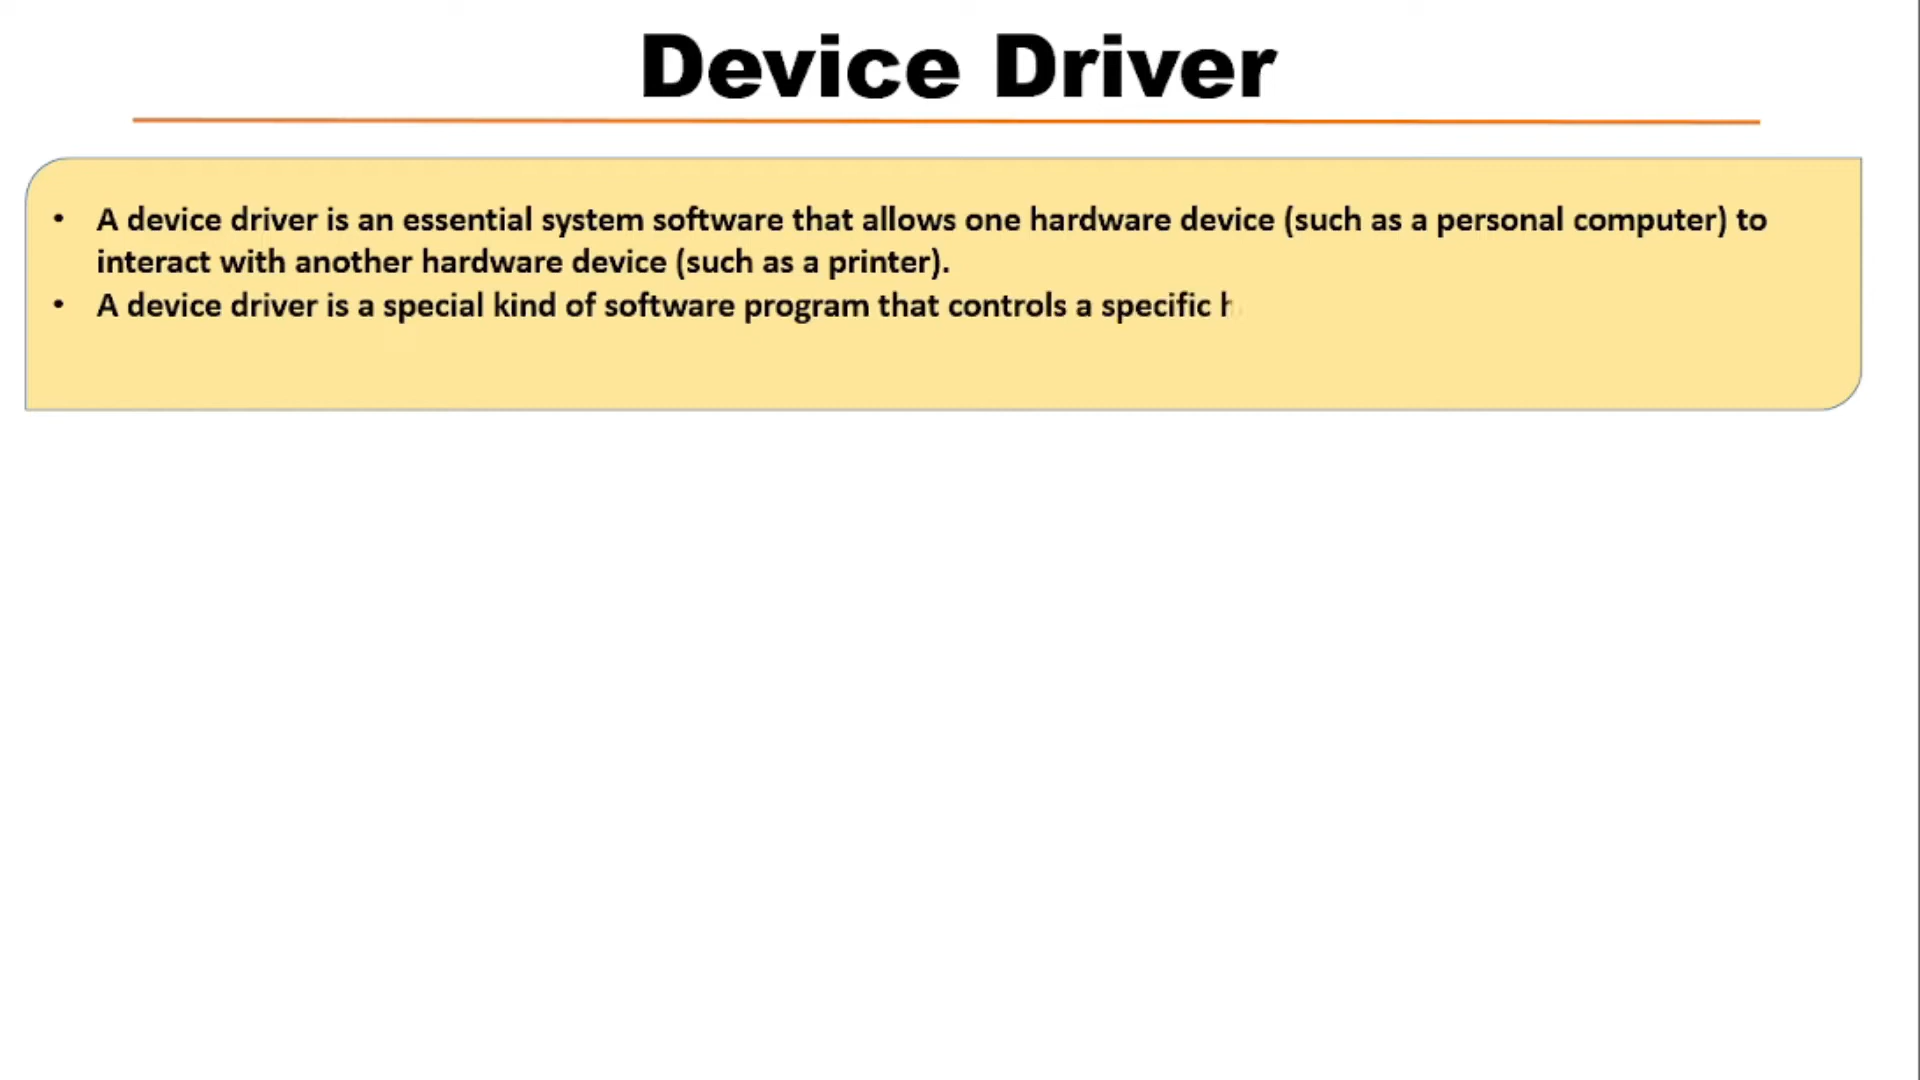 Device Driver
• A device driver is an essential system software that allows one hardware device (such as a personal computer) to
interact with another hardware device (such as a printer).
• A device driver is a special kind of software program that controls a specific h